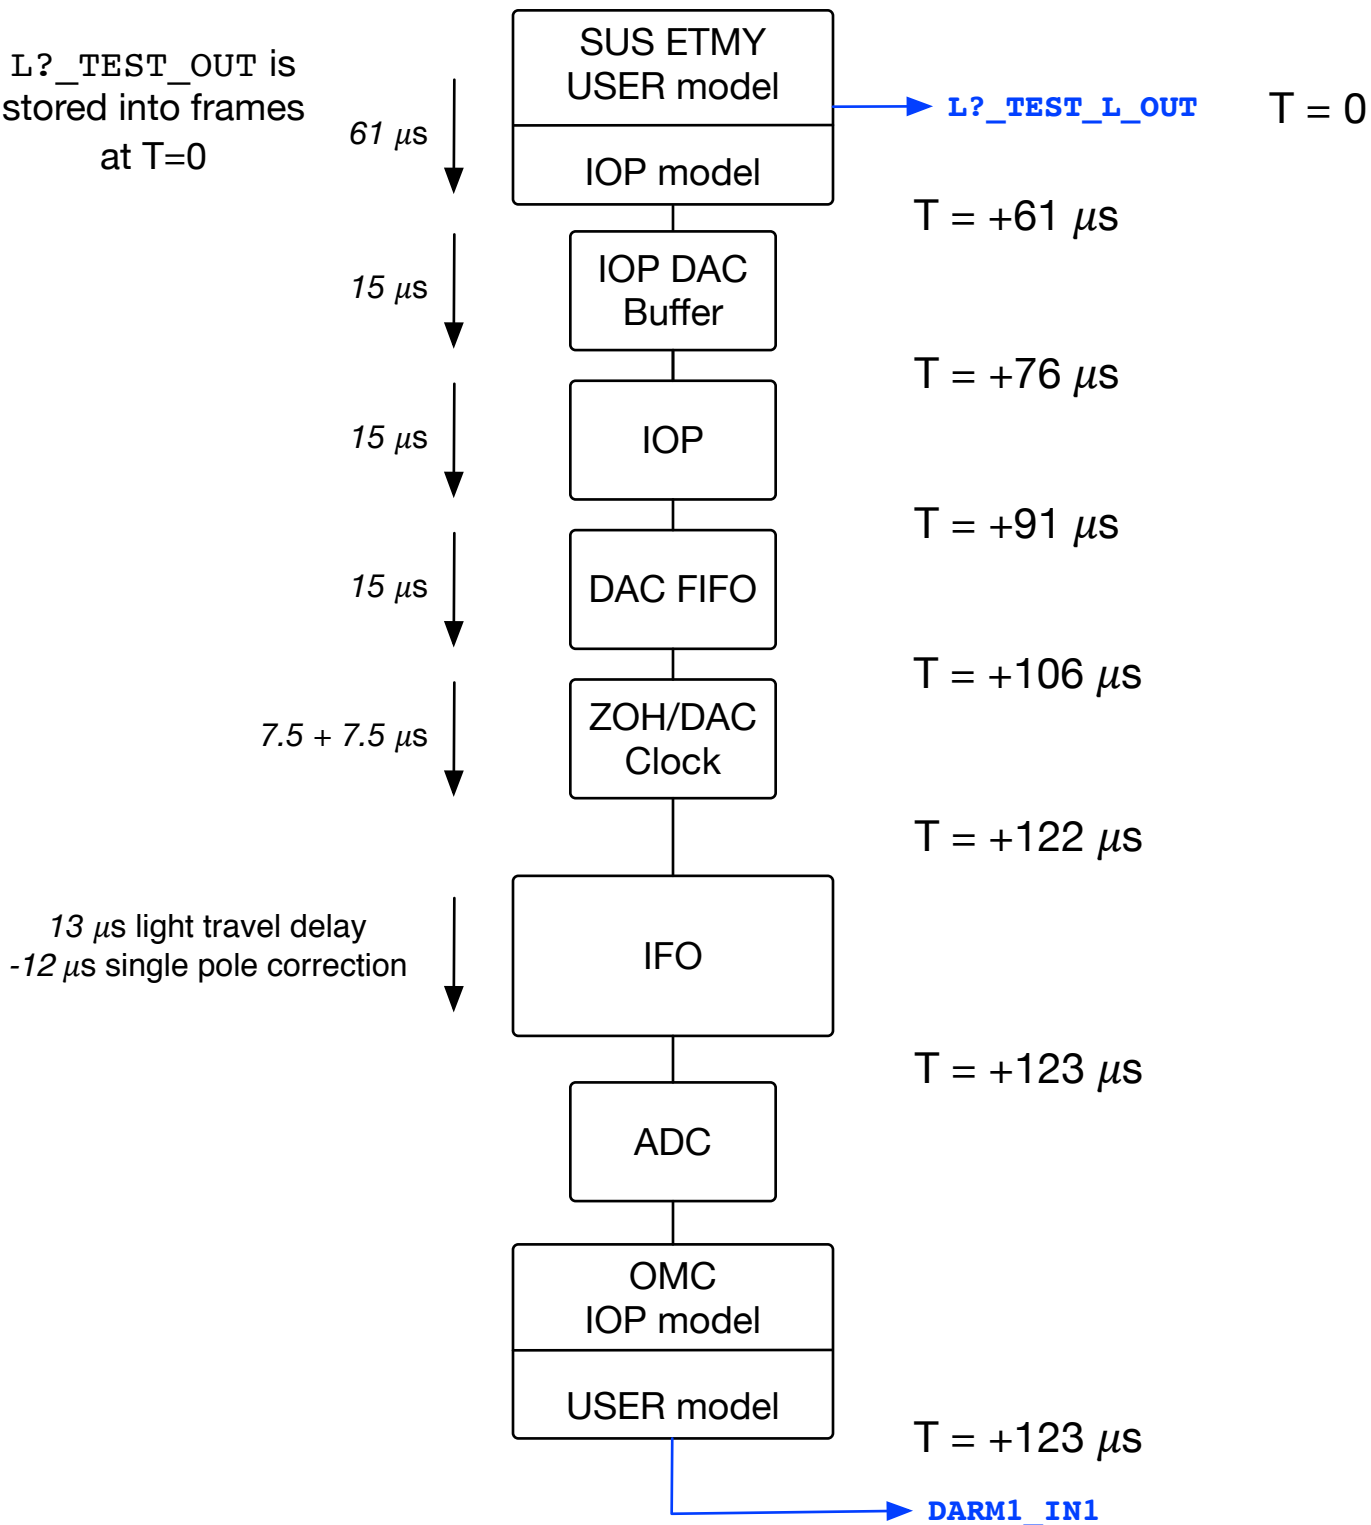 L?_TEST_OUT is
stored into frames
at T=0
SUS ETMY
USER model
L?_TEST_L_OUT
T = 0
61 μs
IOP model
T = +61 μs
15 μs
IOP DAC
Buffer
T = +76 μs
15 μs
IOP
T = +91 μs
15 μs
DAC FIFO
T = +106 μs
7.5 + 7.5 μs
ZOH/DAC
Clock
T = +122 μs
13 μs light travel delay
-12 μs single pole correction
IFO
T = +123 μs
ADC
OMC
IOP model
USER model
T = +123 μs
DARM1_IN1